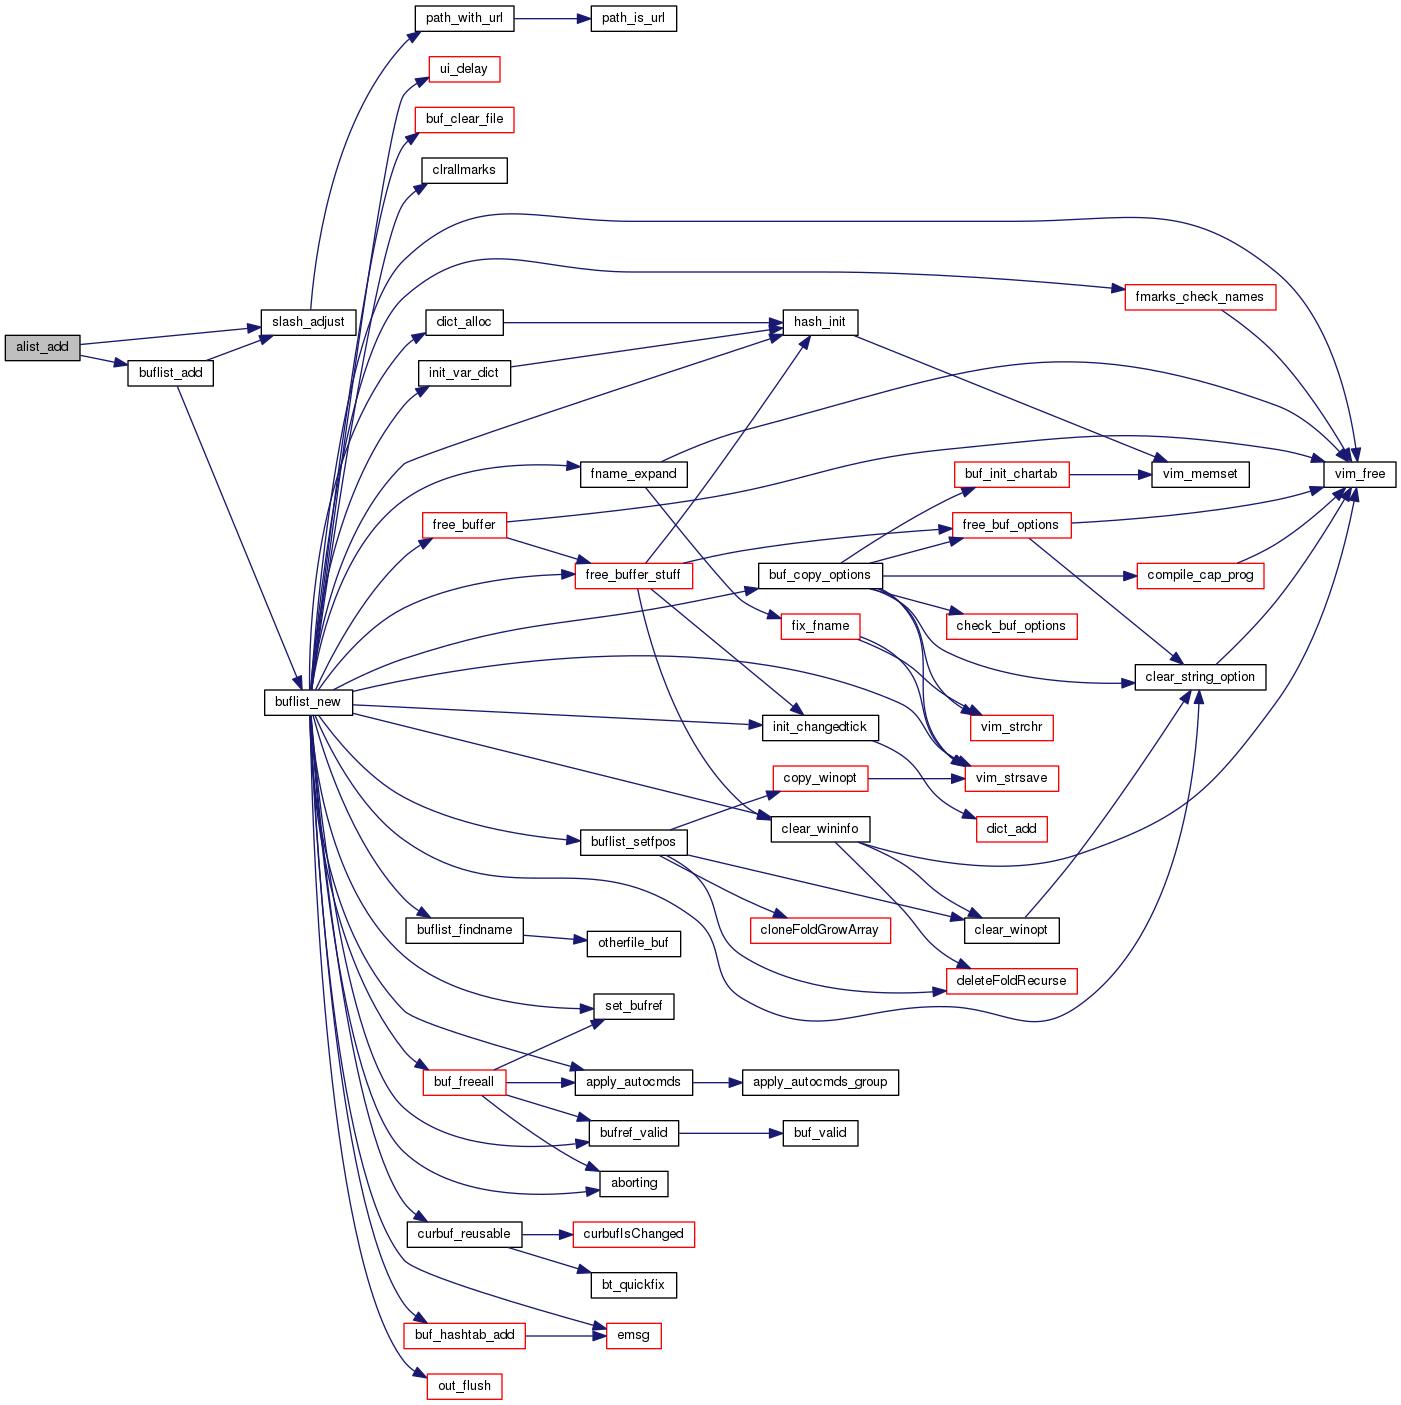 path_with_url
path_is_url
ui_delay
buf_clear_file
clrallmarks
fmarks_check_names
alist_add
slash_adjust
dict_alloc
hash_init
buflist_add
init_var_dict
fname_expand
buf_init_chartab
vim_memset
vim_free
free_buffer
free_buf_options
free_buffer_stuff
buf_copy_options
compile_cap_prog
fix_fname
check_buf_options
clear_string_option
buflist_new
init_changedtick
vim_strchr
copy_winopt
vim_strsave
buflist_setfpos
clear_wininfo
dict_add
buflist_findname
otherfile_buf
cloneFoldGrowArray
clear_winopt
deleteFoldRecurse
set_bufref
buf_freeall
apply_autocmds
apply_autocmds_group
bufref_valid
buf_valid
aborting
curbuf_reusable
curbufIsChanged
bt_quickfix
buf_hashtab_add
emsg
out_flush